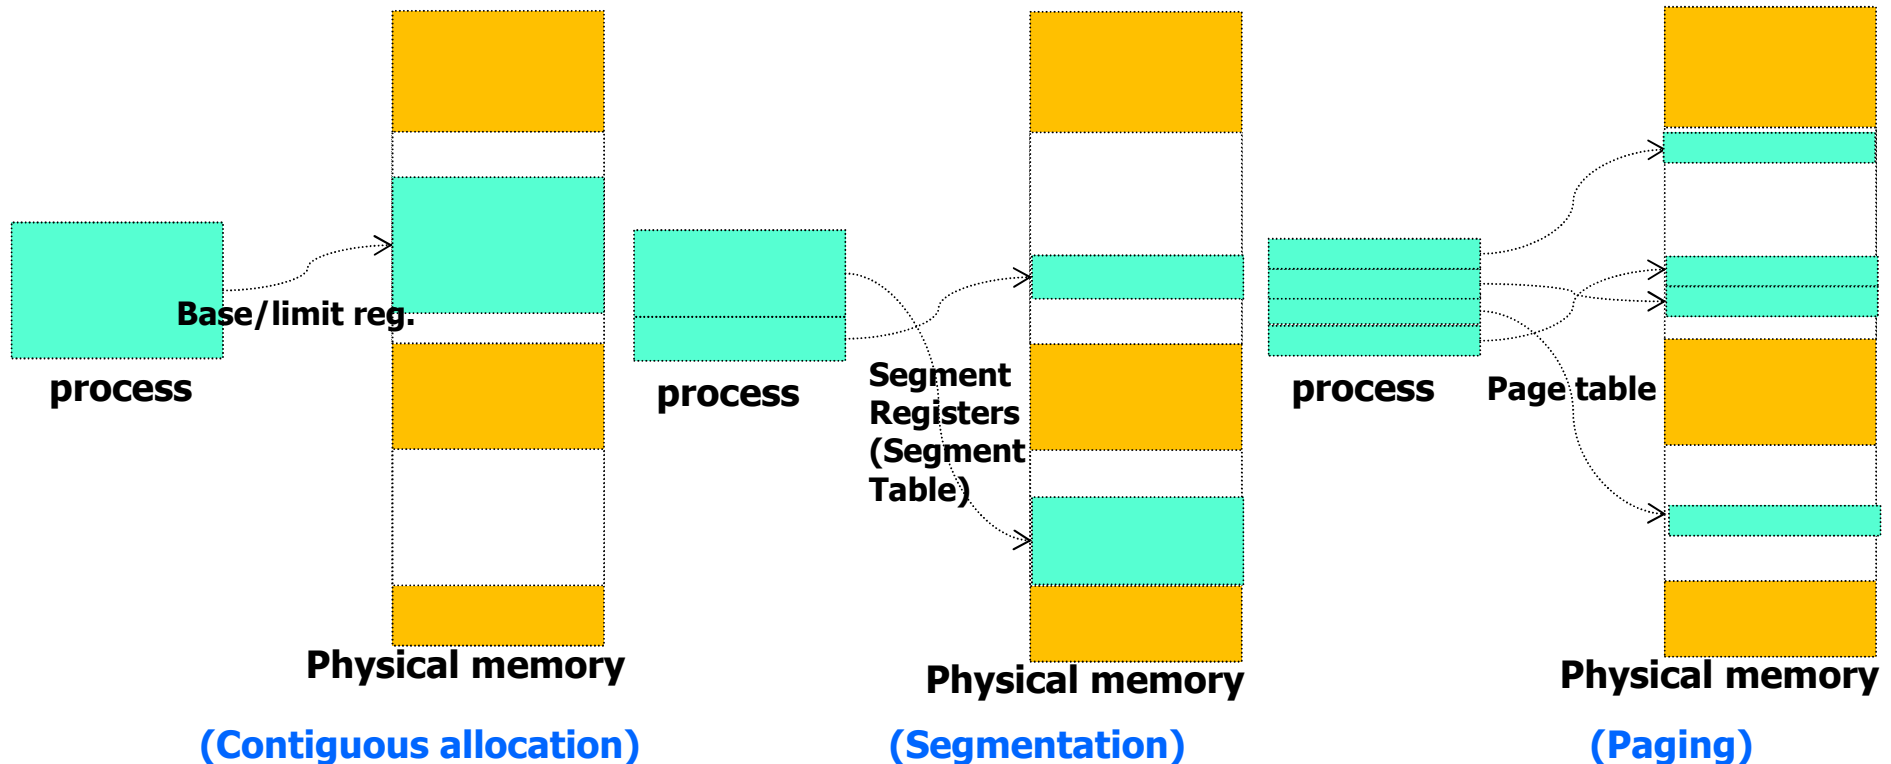 Base/limit reg.
process
Physical memory
(Contiguous allocation)
process
Segment
Registers
(Segment
Table)
Physical memory
(Segmentation)
process
Page table
Physical memory
(Paging)